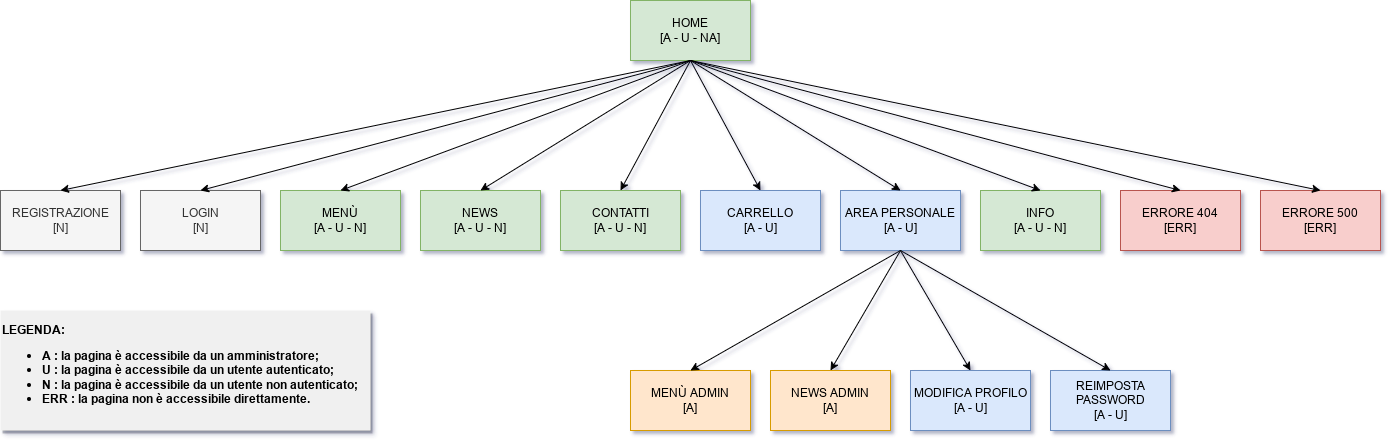 HOME
[A - U - NA]
REGISTRAZIONE
[N]
LOGIN
[N]
MENÙ
[A - U - N]
NEWS
[A - U - N]
CONTATTI
[A - U - N]
CARRELLO
[A - U]
AREA PERSONALE
[A - U]
INFO
[A - U - N]
ERRORE 404
[ERR]
ERRORE 500
[ERR]
LEGENDA:
• A : la pagina è accessibile da un amministratore;
• U : la pagina è accessibile da un utente autenticato;
• N : la pagina è accessibile da un utente non autenticato;
• ERR : la pagina non è accessibile direttamente.
MENÙ ADMIN
[A]
NEWS ADMIN
[A]
MODIFICA PROFILO
[A - U]
REIMPOSTA
PASSWORD
[A - U]